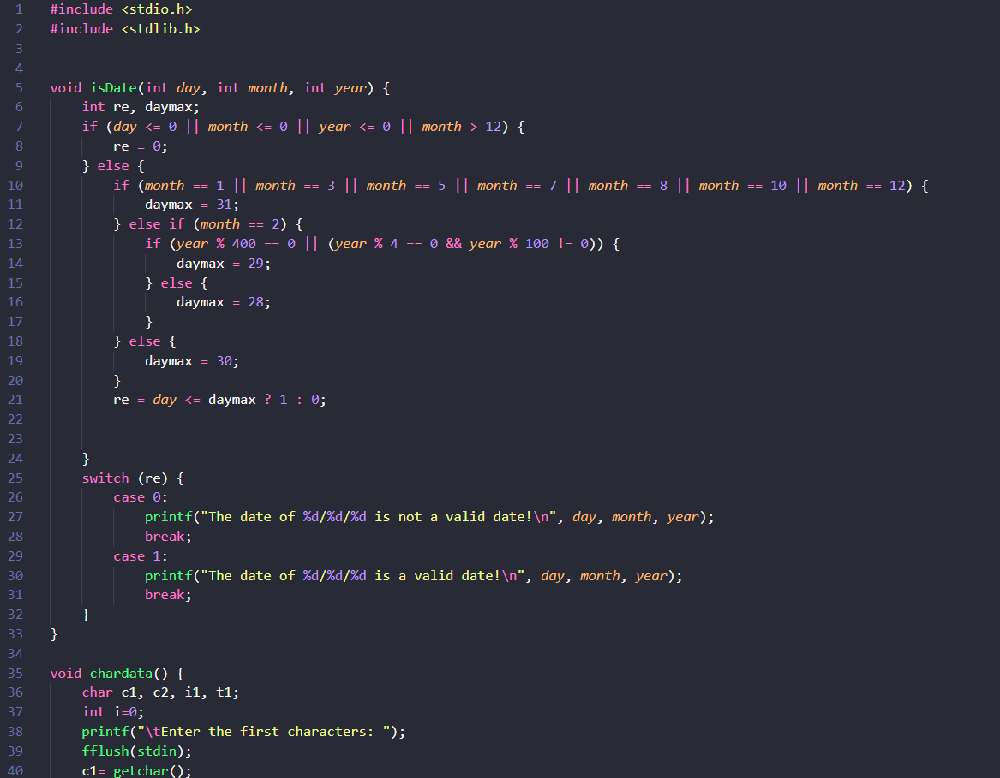 1 #include <stdio.h>
2 #include <stdlib.h>
3
4
5 void isDate(int day, int month, int year) {
6     int re, daymax;
7     if (day <= 0 || month <= 0 || year <= 0 || month > 12) {
8         re = 0;
9     } else {
10         if (month == 1 || month == 3 || month == 5 || month == 7 || month == 8 || month == 10 || month == 12) {
11             daymax = 31;
12         } else if (month == 2) {
13             if (year % 400 == 0 || (year % 4 == 0 && year % 100 != 0)) {
14                 daymax = 29;
15             } else {
16                 daymax = 28;
17             }
18         } else {
19             daymax = 30;
20         }
21         re = day <= daymax ? 1 : 0;
22
23
24     }
25     switch (re) {
26         case 0:
27             printf("The date of %d/%d/%d is not a valid date!\n", day, month, year);
28             break;
29         case 1:
30             printf("The date of %d/%d/%d is a valid date!\n", day, month, year);
31             break;
32     }
33 }
34
35 void chardata() {
36     char c1, c2, i1, t1;
37     int i=0;
38     printf("\tEnter the first characters: ");
39     fflush(stdin);
40     c1= getchar();